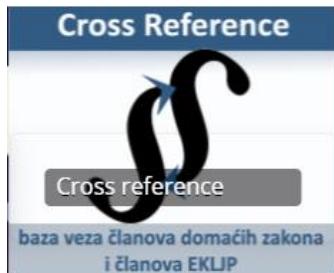 Cross Reference
Cross reference
baza veza članova domaćih zakona
i članova EKLJP